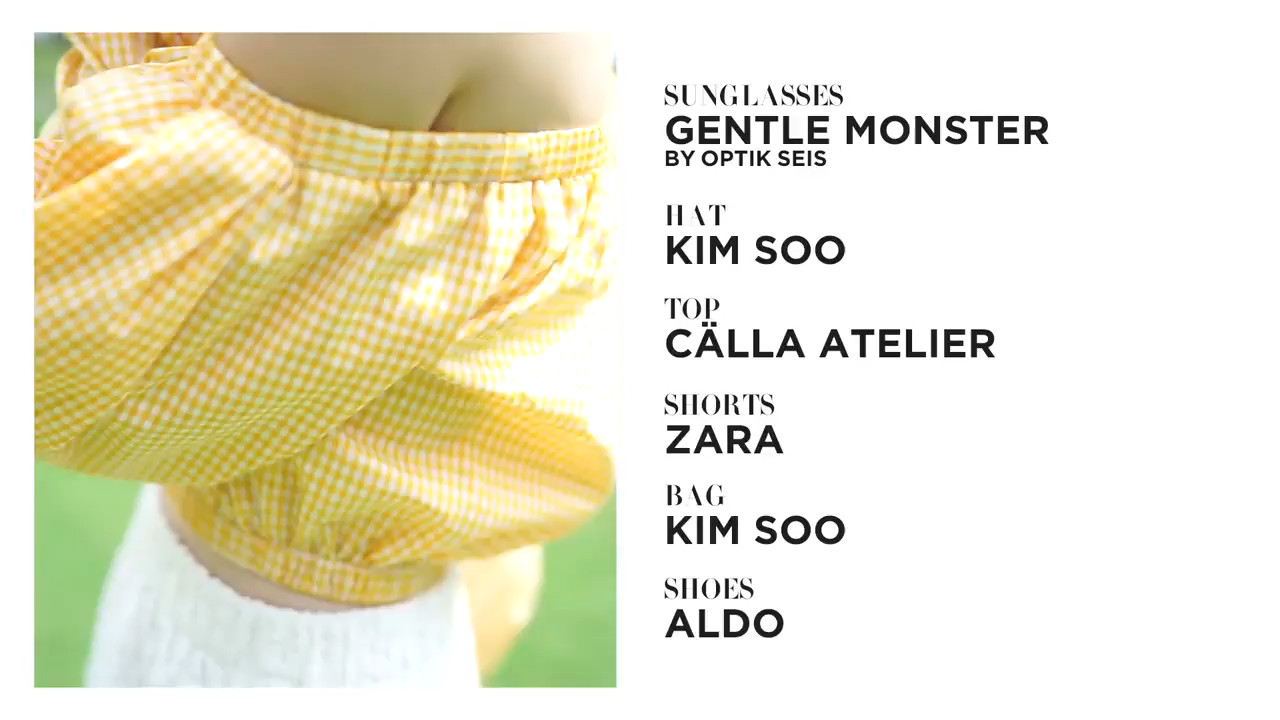 SUNGLASSES
GENTLE MONSTER
BY OPTIK SEIS
HAT
KIM SOO
TOP
CÄLLA ATELIER
SHORTS
ZARA
BAG
KIM SOO
SHOES
ALDO